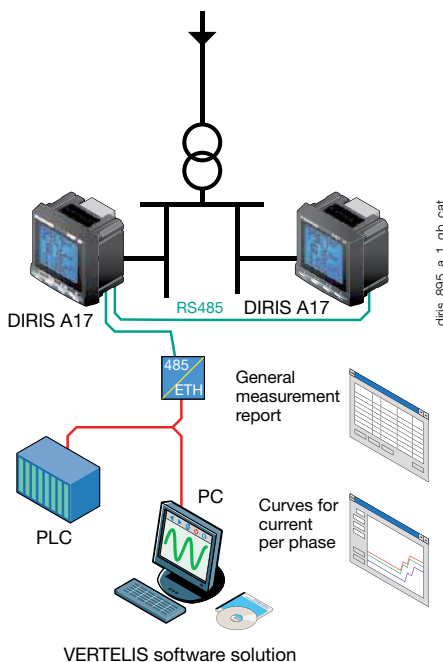 diris_895_a_1_gb_cat
RS485
DIRIS A17
DIRIS A17
485
ETH
General
measurement
report
PLC
PC
Curves for
current
per phase
VERTELIS software solution